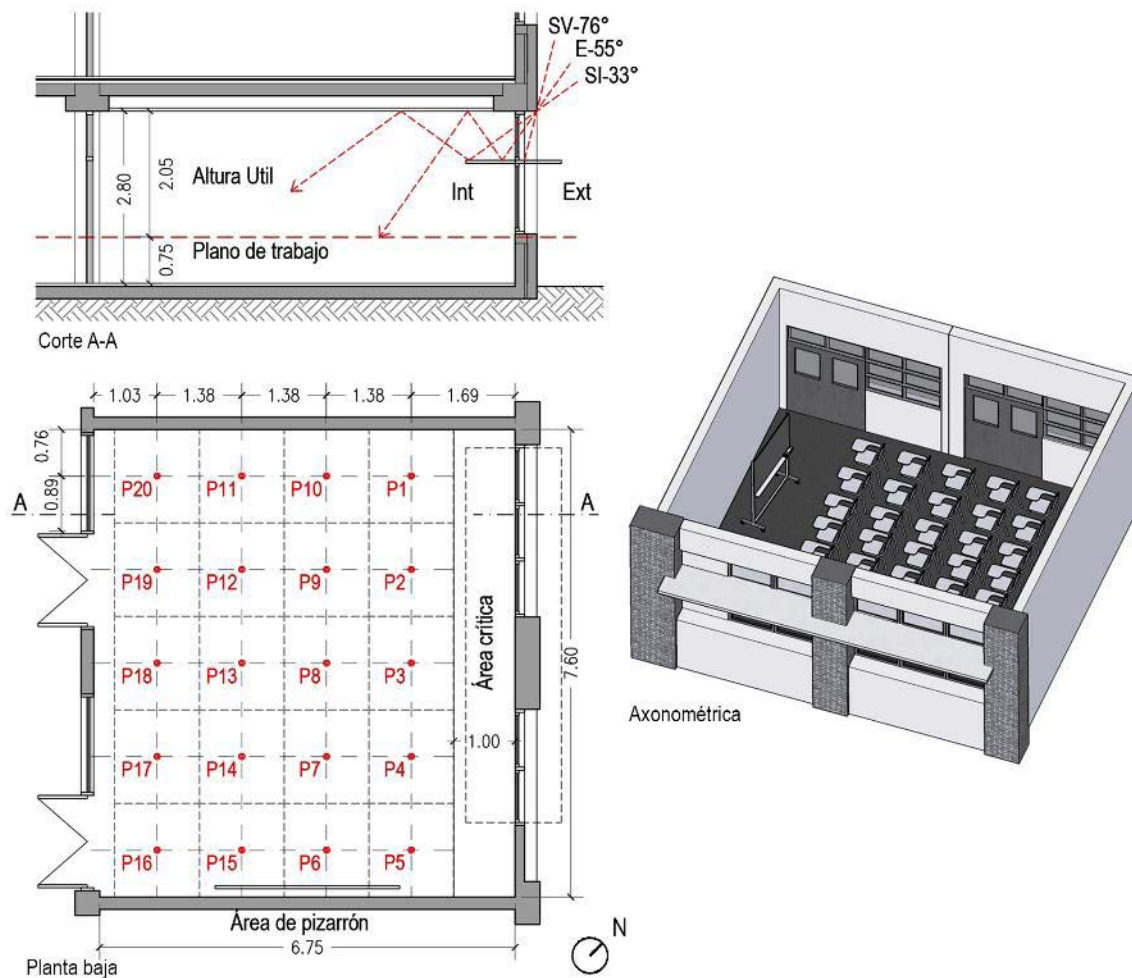 SV-76°
E-55°
SI-33°
2.80
2.05
Altura Util
Int
Ext
0.75
Plano de trabajo
Corte A-A
1.03
1.38
1.38
1.38
1.69
0.76
0.89
A
A
P20
P11
P10
P1
P19
P12
P9
P2
P18
P13
P8
P3
Área crítica
7.60
P17
P14
P7
P4
1.00
P16
P15
P6
P5
Área de pizarrón
6.75
N
Planta baja
Axonométrica